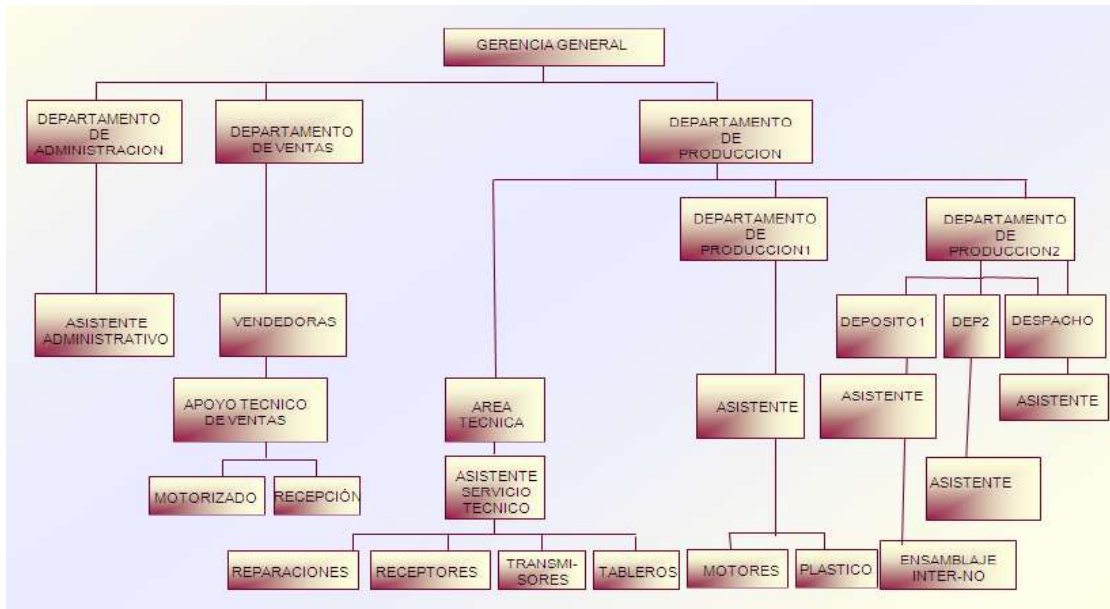 GERENCIA GENERAL
DEPARTAMENTO
DE
ADMINISTRACION
DEPARTAMENTO
DE VENTAS
DEPARTAMENTO
DE
PRODUCCION
DEPARTAMENTO
DE
PRODUCCION1
DEPARTAMENTO
DE
PRODUCCION2
ASISTENTE
ADMINISTRATIVO
VENDEDORAS
DEPOSITO1
DEP2
DESPACHO
APOYO TECNICO
DE VENTAS
AREA
TECNICA
ASISTENTE
ASISTENTE
ASISTENTE
MOTORIZADO
RECEPCIÓN
ASISTENTE
SERVICIO
TECNICO
ASISTENTE
REPARACIONES
RECEPTORES
TRANSMI-
SORES
TABLEROS
MOTORES
PLASTICO
ENSAMBLAJE
INTER-NO